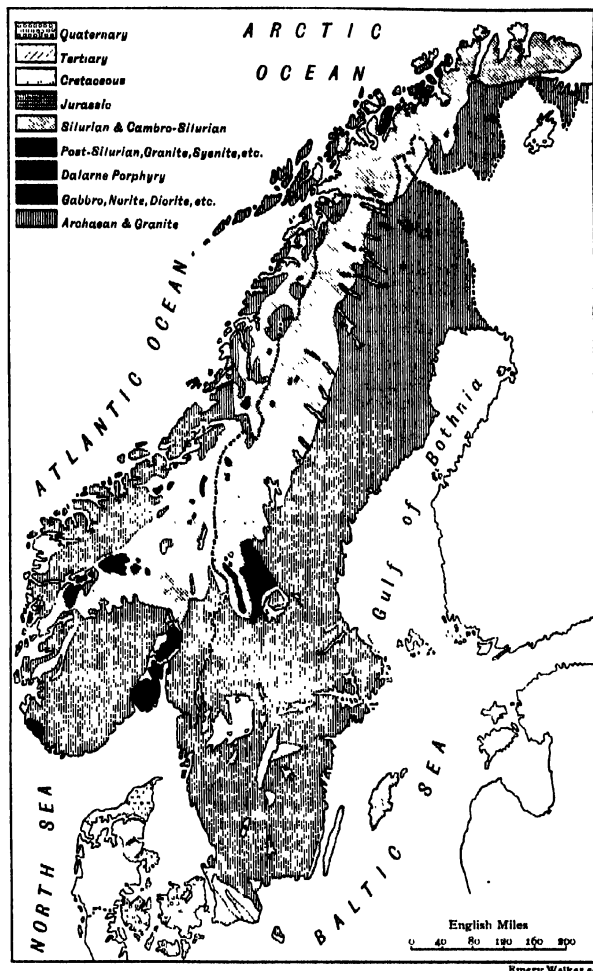 Quaternary
Tertiary
Cretaceous
Jurassic
Silurian & Cambro-Silurian
Post-Silurian, Granite, Syenite, etc.
Dalarne Porphyry
Gabbro, Nurite, Diorite, etc.
Archaean & Granite
ARCTIC
OCEAN
ATLANTIC OCEAN
Gulf of Bothnia
NORTH SEA
BALTIC SEA
English Miles
0 40 80 120 160 200
Emery Walker